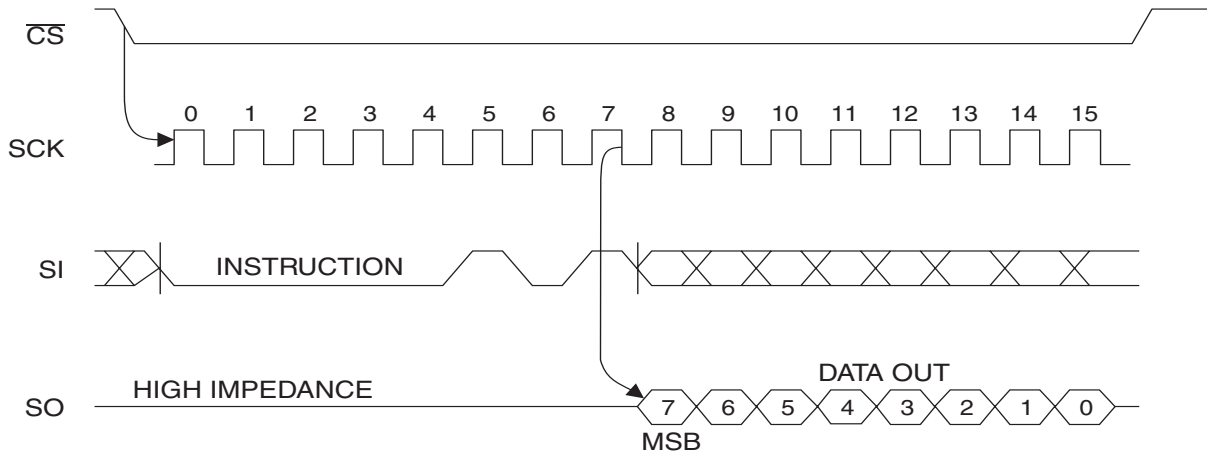 C̅S̅
0 1 2 3 4 5 6 7 8 9 10 11 12 13 14 15
SCK
SI
INSTRUCTION
HIGH IMPEDANCE
DATA OUT
SO
7 6 5 4 3 2 1 0
MSB